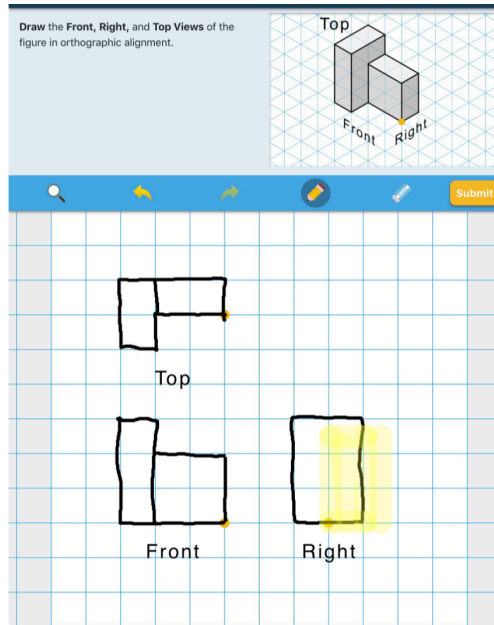 Draw the Front, Right, and Top Views of the
figure in orthographic alignment.
Top
Front
Right
Submit
Top
Front
Right